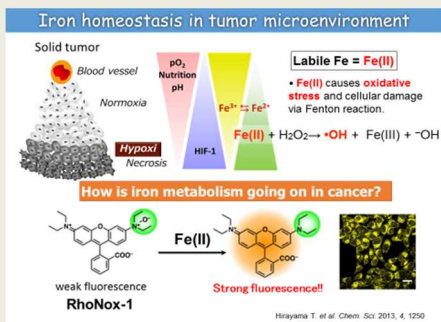 Iron homeostasis in tumor microenvironment
Solid tumor
Blood vessel
Normoxia
Hypoxi
Necrosis
pO2
Nutrition
pH
HIF-1
Fe3+ ⇆ Fe2+
Labile Fe = Fe(II)
• Fe(II) causes oxidative
stress and cellular damage
via Fenton reaction.
Fe(II) + H2O2→ •OH + Fe(III) + −OH
How is iron metabolism going on in cancer?
N+
O
N+
O−
COO−
weak fluorescence
RhoNox-1
Fe(II)
N+
O
N
COO−
Strong fluorescence!!
Hirayama T. et al. Chem. Sci. 2013, 4, 1250